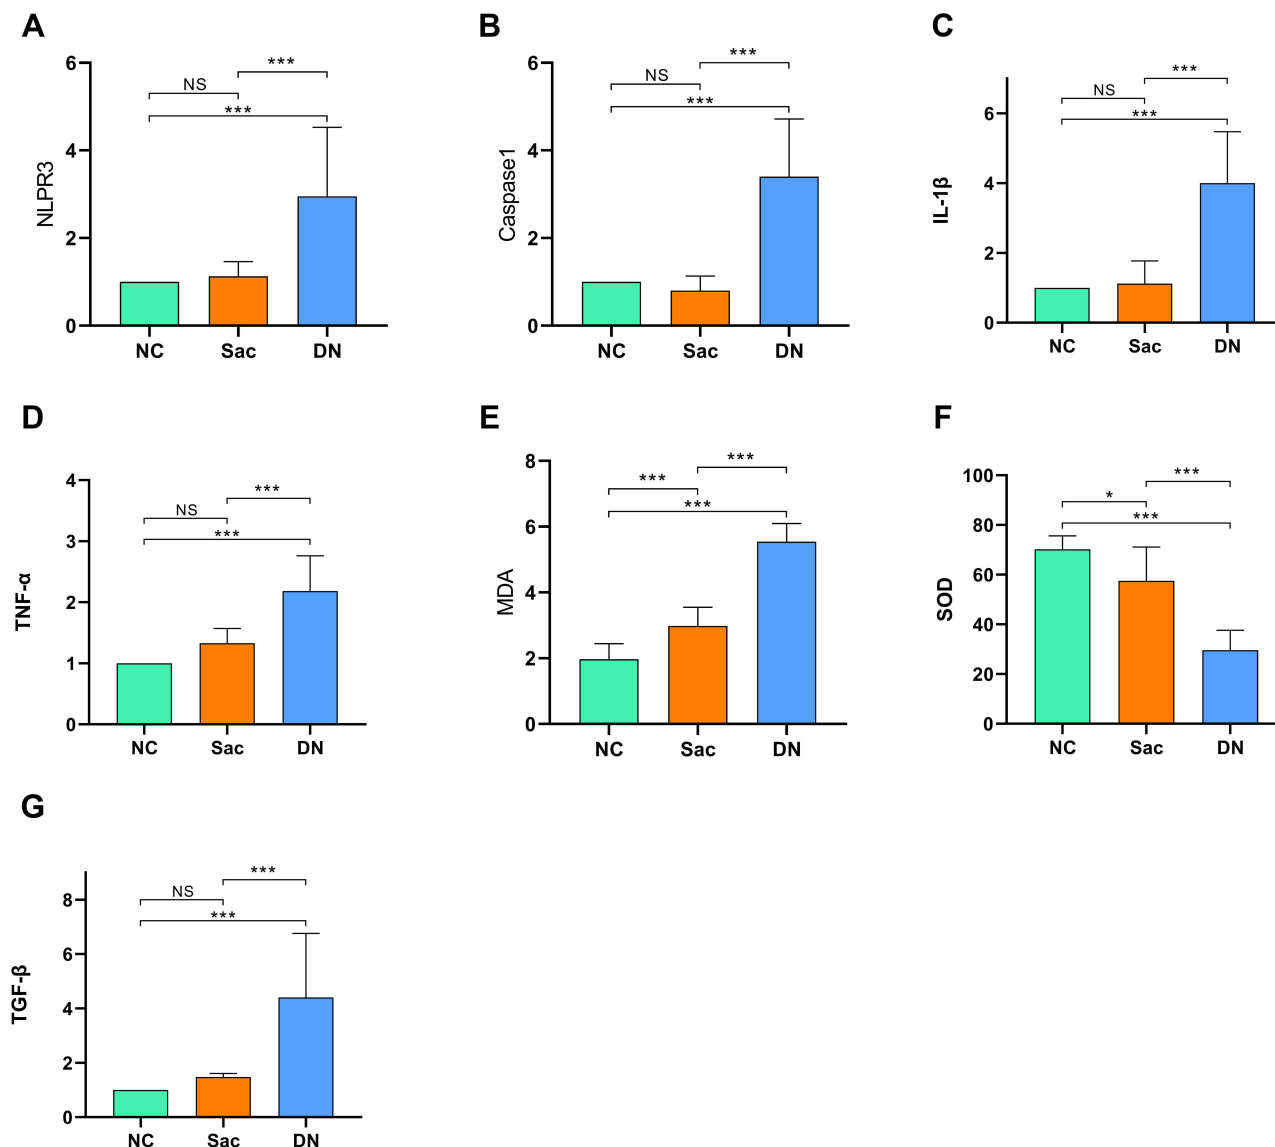 A
NLPR3
6
4
2
0
NS
***
***
NC Sac DN
B
Caspase1
6
4
2
0
NS
***
***
NC Sac DN
C
IL-1β
6
4
2
0
NS
***
***
NC Sac DN
D
TNF-α
4
3
2
1
0
NS
***
***
NC Sac DN
E
MDA
8
6
4
2
0
***
***
***
NC Sac DN
F
SOD
100
80
60
40
20
0
***
*
***
NC Sac DN
G
TGF-β
8
6
4
2
0
***
NS
***
NC Sac DN